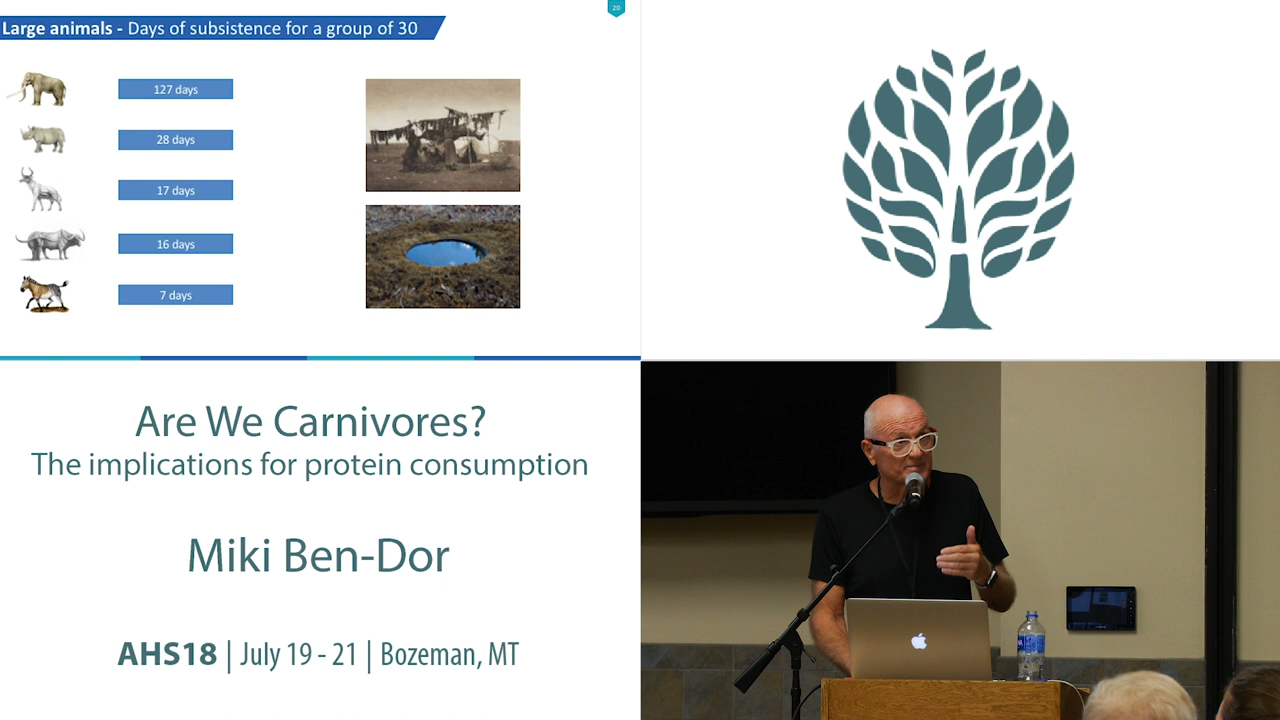 20
Large animals - Days of subsistence for a group of 30
127 days
28 days
17 days
16 days
7 days
Are We Carnivores?
The implications for protein consumption
Miki Ben-Dor
AHS18 | July 19 - 21 | Bozeman, MT